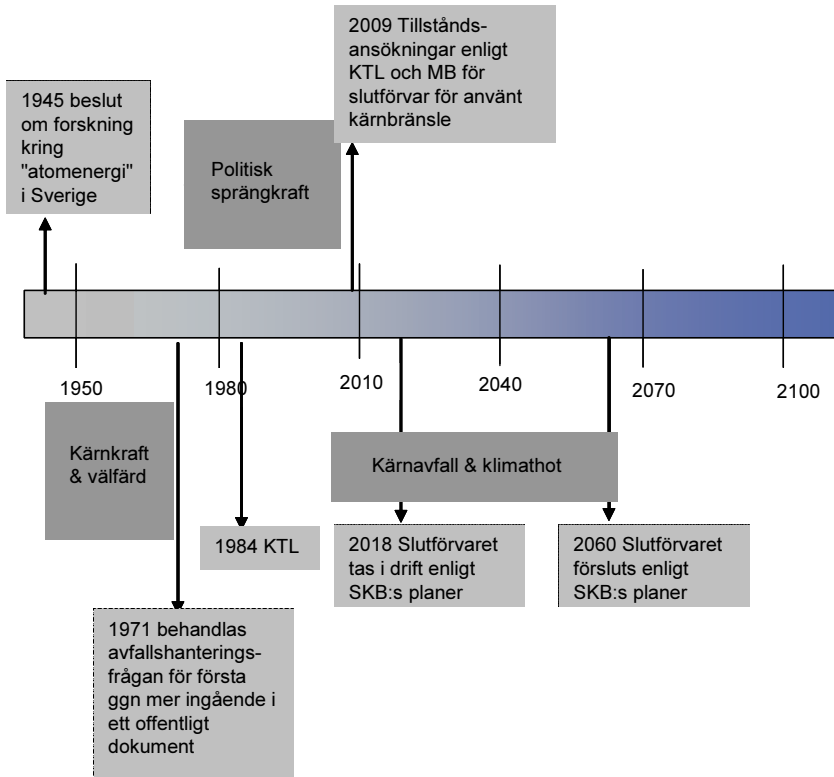 2009 Tillstånds-
ansökningar enligt
KTL och MB för
slutförvar för använt
kärnbränsle
1945 beslut
om forskning
kring
"atomenergi"
i Sverige
Politisk
sprängkraft
1950
1980
2010
2040
2070
2100
Kärnkraft
& välfärd
Kärnavfall & klimathot
1984 KTL
2018 Slutförvaret
tas i drift enligt
SKB:s planer
2060 Slutförvaret
försluts enligt
SKB:s planer
1971 behandlas
avfallshanterings-
frågan för första
ggn mer ingående i
ett offentligt
dokument